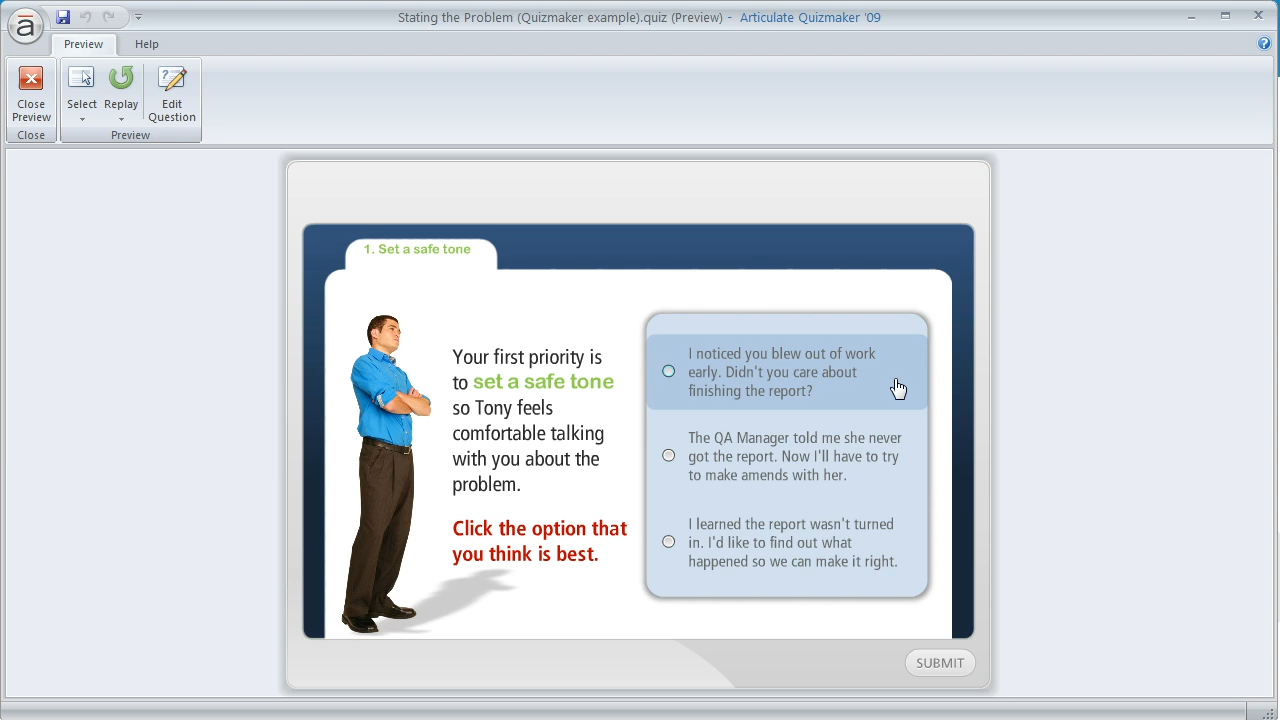 Stating the Problem (Quizmaker example).quiz (Preview) - Articulate Quizmaker '09
Preview
Help
Close
Preview
Select
Replay
Edit
Question
Close
Preview
1. Set a safe tone
Your first priority is
to set a safe tone
so Tony feels
comfortable talking
with you about the
problem.
Click the option that
you think is best.
I noticed you blew out of work
early. Didn't you care about
finishing the report?
The QA Manager told me she never
got the report. Now I'll have to try
to make amends with her.
I learned the report wasn't turned
in. I'd like to find out what
happened so we can make it right.
SUBMIT